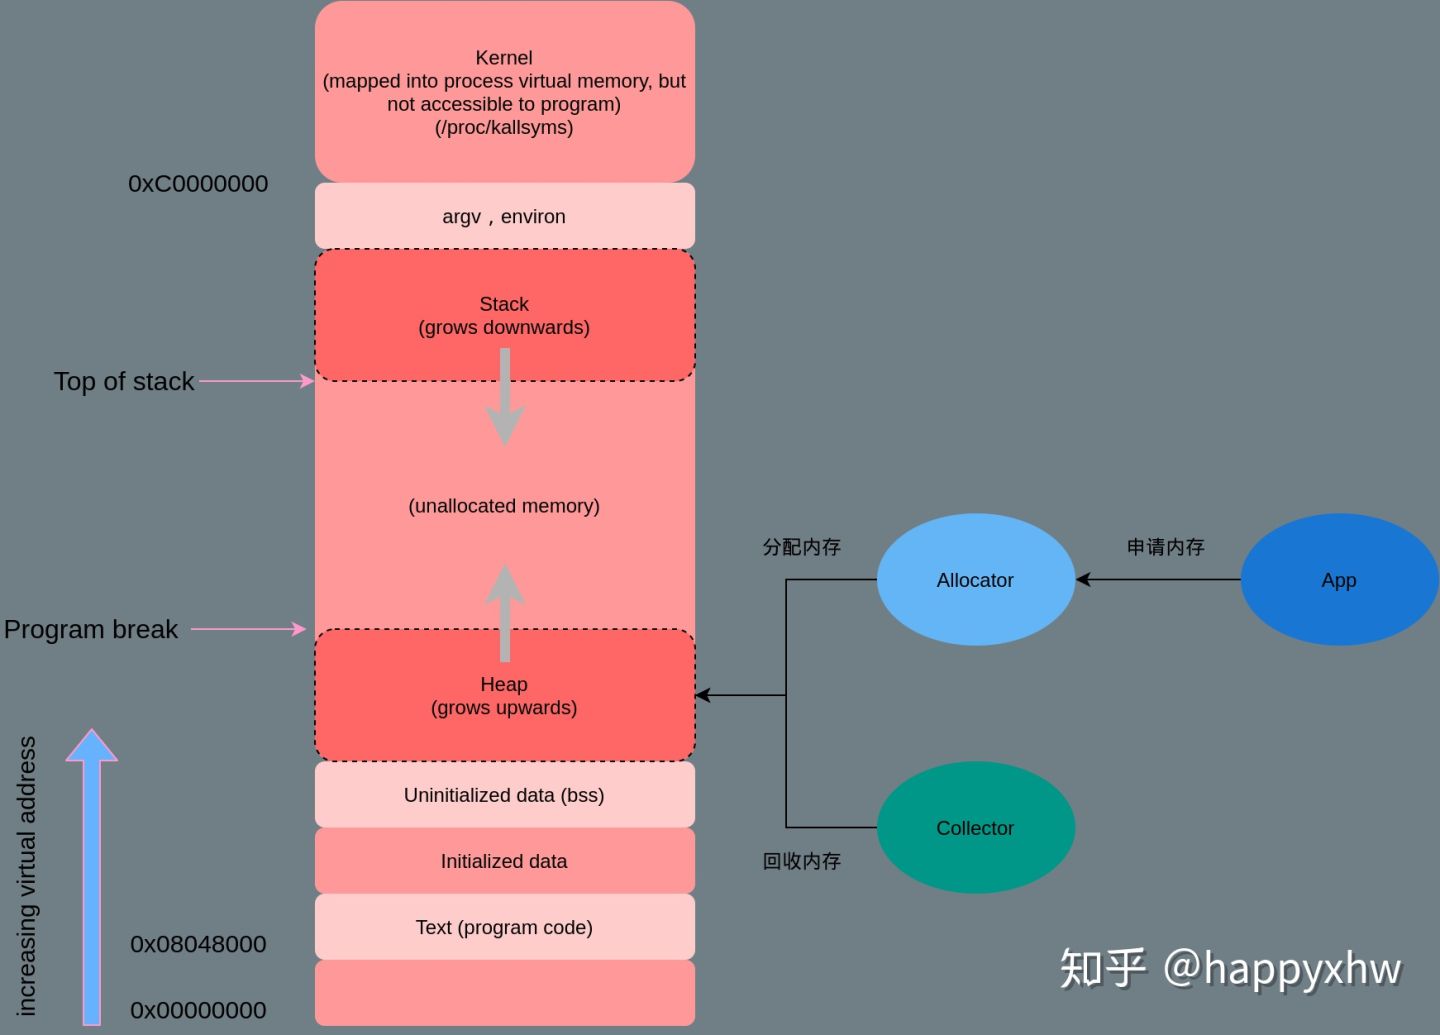 Kernel
(mapped into process virtual memory, but
not accessible to program)
(/proc/kallsyms)
0xC0000000
argv , environ
Stack
(grows downwards)
Top of stack
(unallocated memory)
分配内存
申请内存
Allocator
App
Program break
Heap
(grows upwards)
increasing virtual address
Uninitialized data (bss)
Collector
Initialized data
回收内存
Text (program code)
0x08048000
知乎 @happyxhw
0x00000000